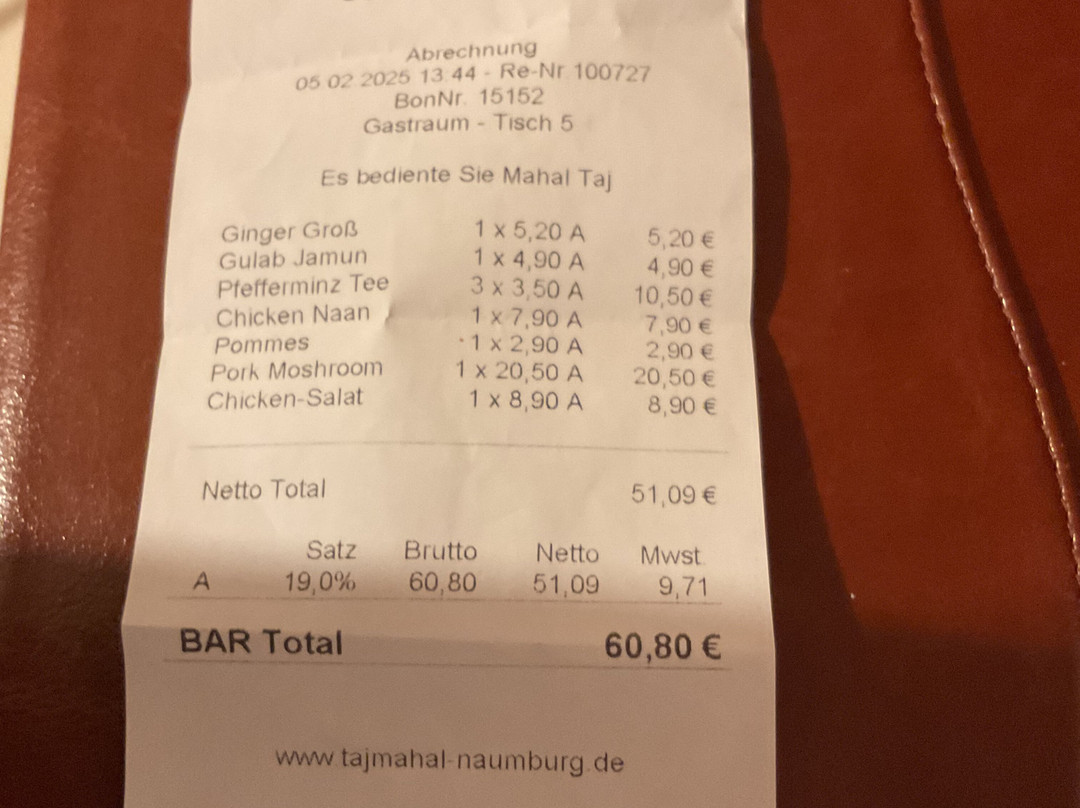 Abrechnung
05.02.2025 13:44 - Re-Nr.100727
BonNr. 15152
Gastraum - Tisch 5
Es bediente Sie Mahal Taj
Ginger Groß 1 x 5,20 A 5,20 €
Gulab Jamun 1 x 4,90 A 4,90 €
Pfefferminz Tee 3 x 3,50 A 10,50 €
Chicken Naan 1 x 7,90 A 7,90 €
Pommes 1 x 2,90 A 2,90 €
Pork Moshroom 1 x 20,50 A 20,50 €
Chicken-Salat 1 x 8,90 A 8,90 €
Netto Total 51,09 €
Satz Brutto Netto Mwst.
A 19,0% 60,80 51,09 9,71
BAR Total 60,80 €
www.tajmahal-naumburg.de